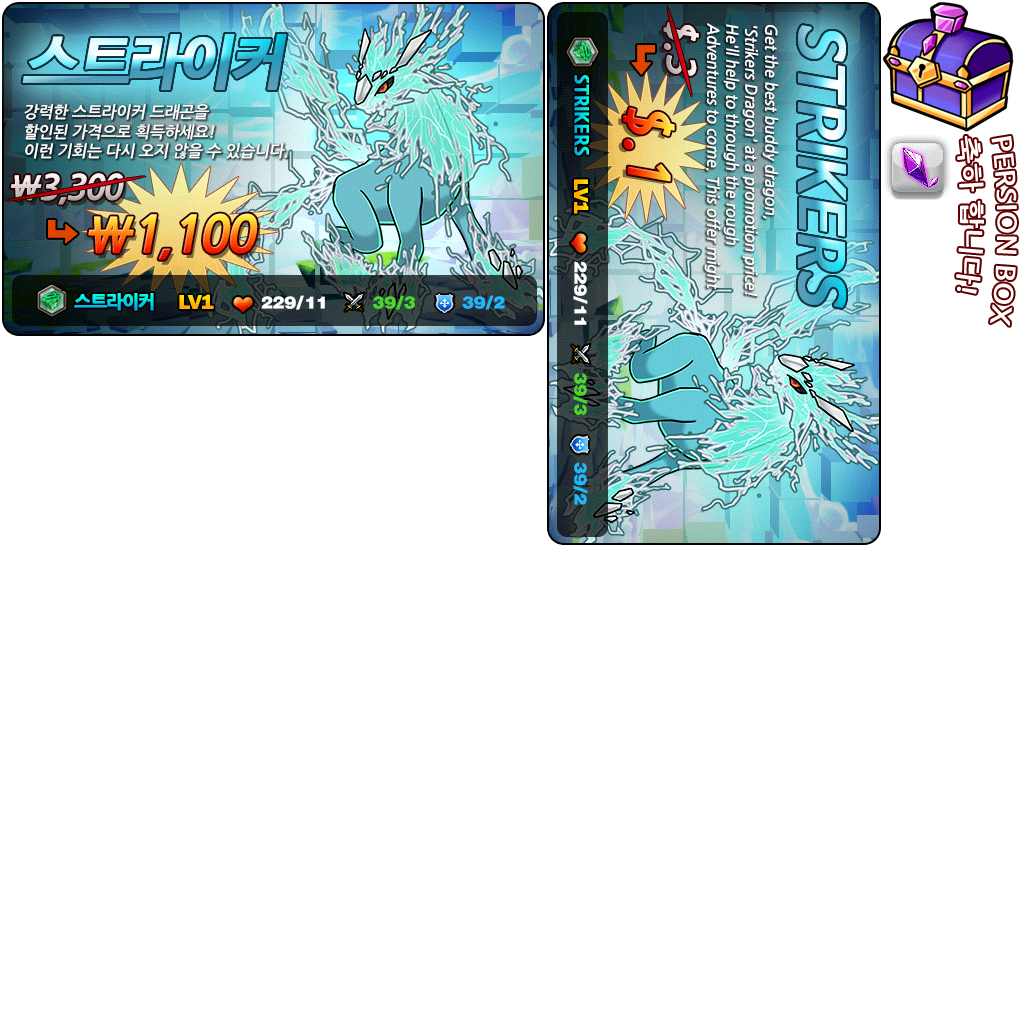 스트라이커
강력한 스트라이커 드래곤을
할인된 가격으로 획득하세요!
이런 기회는 다시 오지 않을 수 있습니다.
₩3,300
₩1,100
스트라이커 LV1 229/11 39/3 39/2
STRIKERS
Get the best buddy dragon,
'Strikers Dragon' at a promotion price!
He'll help to through the rough
Adventures to come. This offer might
$.3
$.1
STRIKERS LV1 229/11 39/3 39/2
PERSION BOX
축하 합니다!